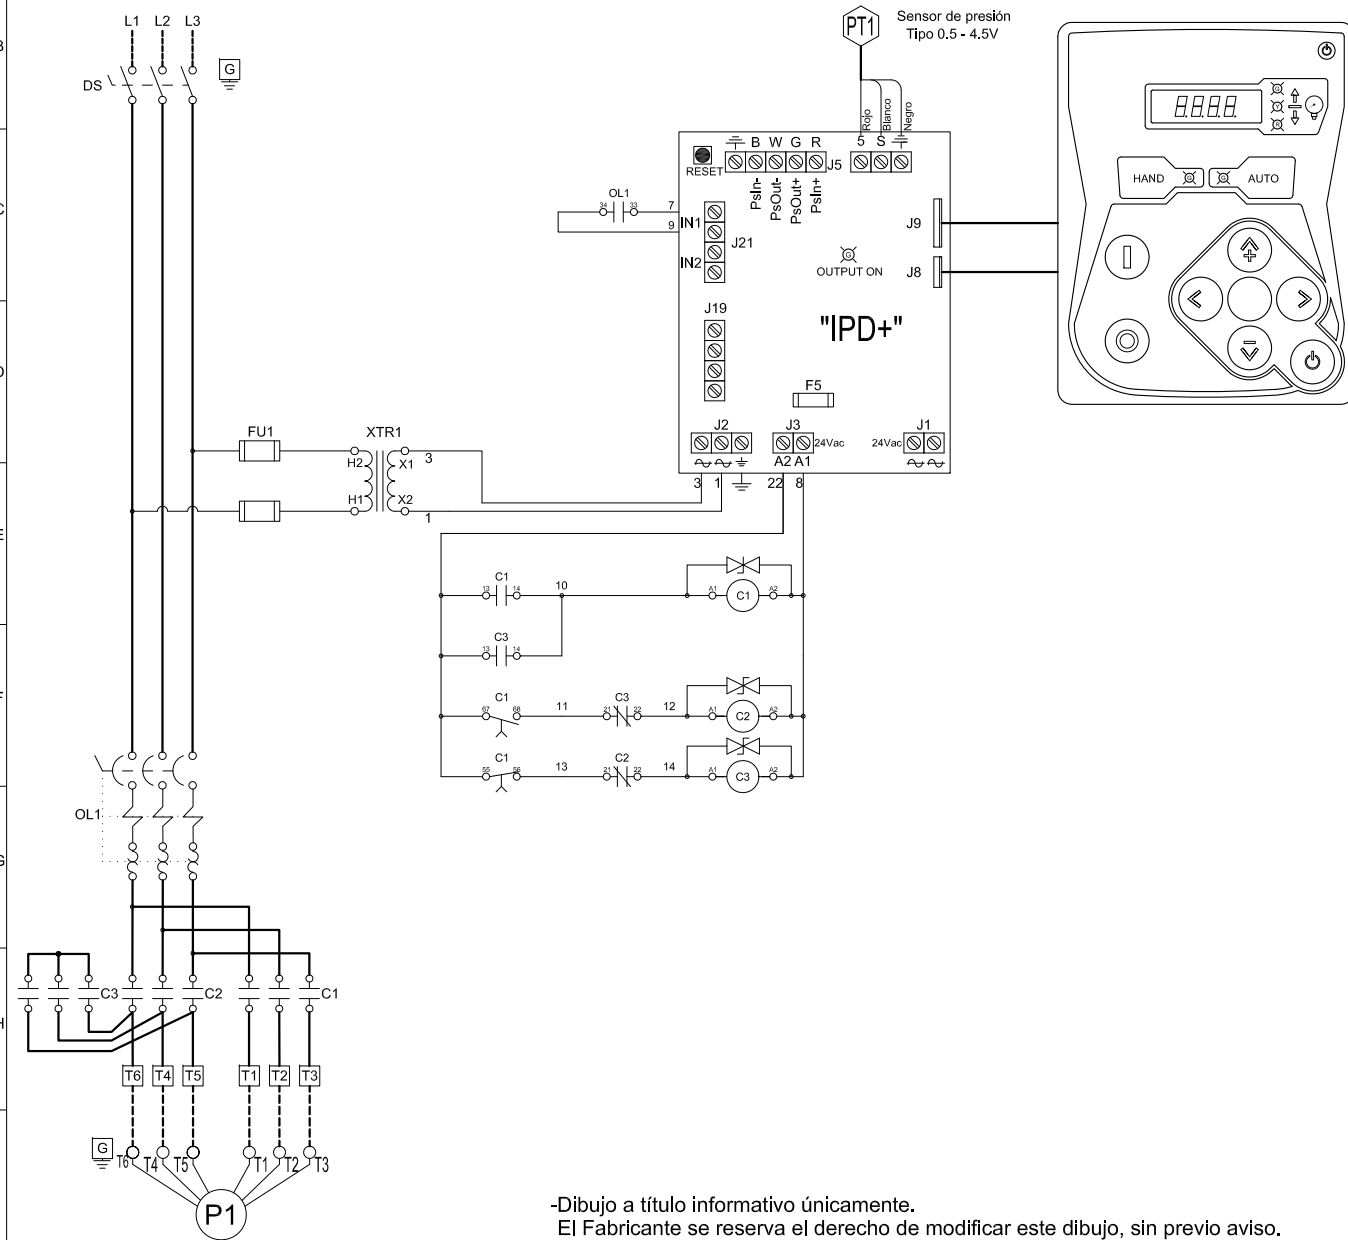 B
L1 L2 L3
DS
G
PT1
Sensor de presión
Tipo 0.5 - 4.5V
Rojo
Blanco
Negro
B W G R
5 S
RESET
J5
PsIn-
PsOut-
PsOut+
PsIn+
C
OL1
34 33
7
9
IN1
IN2
J21
G
OUTPUT ON
J9
J8
8.8.8.8.
G
Y
R
HAND G G AUTO
J19
"IPD+"
D
F5
FU1
XTR1
H2 X1
3
H1 X2
1
J2
J3
24Vac
24Vac
J1
A2 A1
3 1
22 8
E
C1
13 14
10
A1 C1 A2
C3
13 14
F
C1
67 68
11
C3
21 22
12
A1 C2 A2
C1
55 56
13
C2
21 22
14
A1 C3 A2
OL1
G
C3
C2
C1
H
T6 T4 T5 T1 T2 T3
G
T6 T4 T5 T1 T2 T3
P1
-Dibujo a título informativo únicamente.
El Fabricante se reserva el derecho de modificar este dibujo, sin previo aviso.